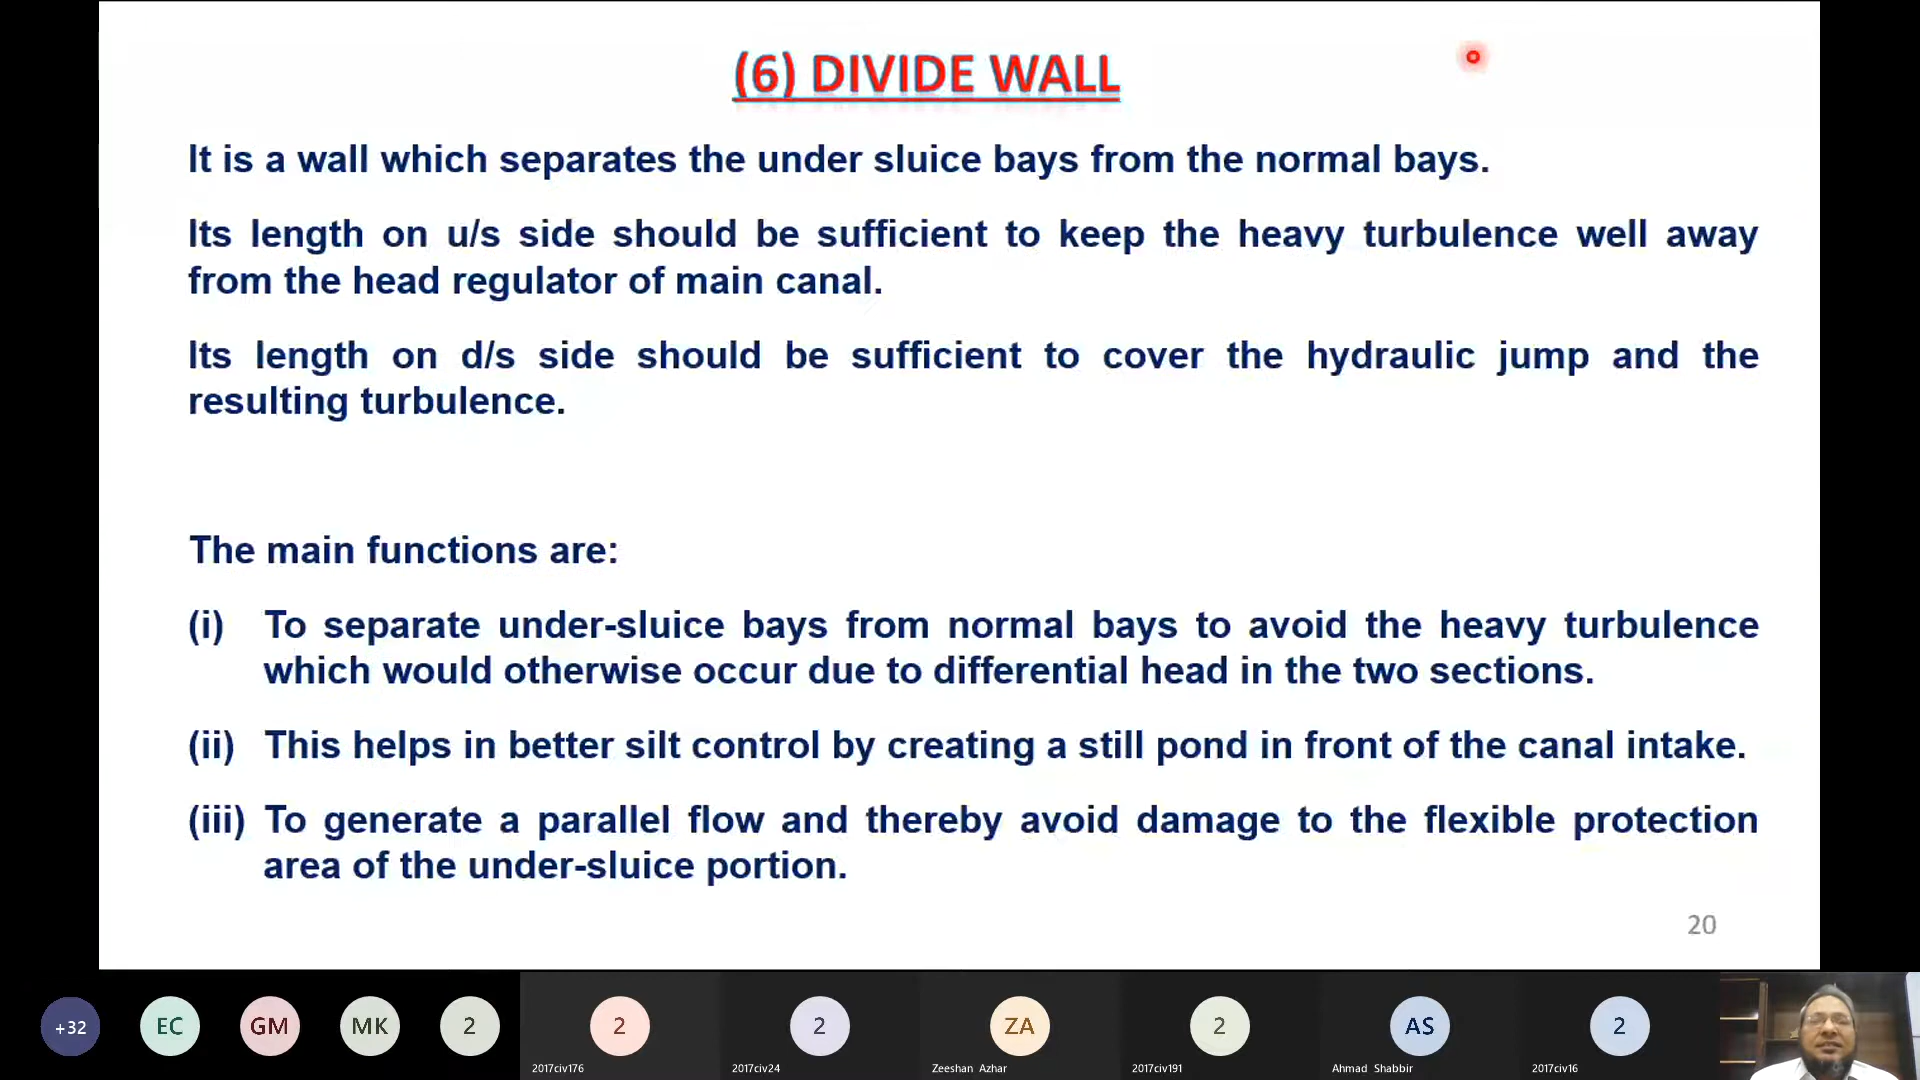 (6) DIVIDE WALL
It is a wall which separates the under sluice bays from the normal bays.
Its length on u/s side should be sufficient to keep the heavy turbulence well away
from the head regulator of main canal.
Its length on d/s side should be sufficient to cover the hydraulic jump and the
resulting turbulence.
The main functions are:
(i) To separate under-sluice bays from normal bays to avoid the heavy turbulence
which would otherwise occur due to differential head in the two sections.
(ii) This helps in better silt control by creating a still pond in front of the canal intake.
(iii) To generate a parallel flow and thereby avoid damage to the flexible protection
area of the under-sluice portion.
20
+32 EC GM MK 2 2 2 ZA 2 AS 2
2017civ176 2017civ24 Zeeshan Azhar 2017civ191 Ahmad Shabbir 2017civ16